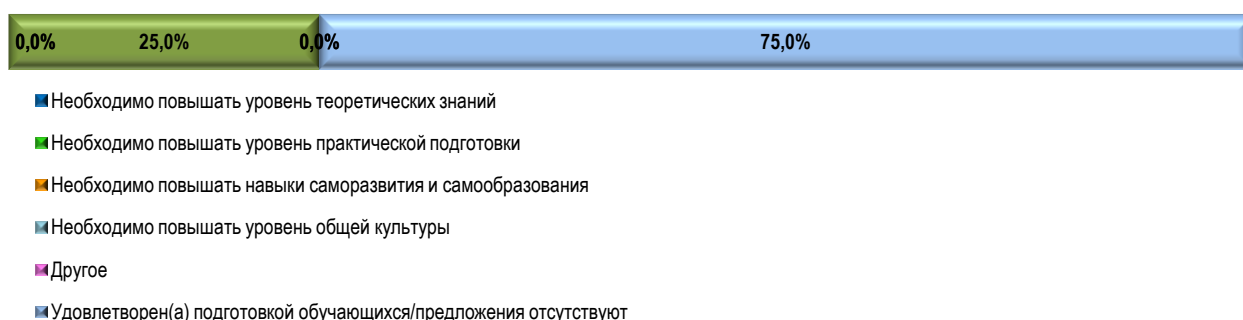 0,0% 25,0% 0,0% 75,0%
Необходимо повышать уровень теоретических знаний
Необходимо повышать уровень практической подготовки
Необходимо повышать навыки саморазвития и самообразования
Необходимо повышать уровень общей культуры
Другое
Удовлетворен(а) подготовкой обучающихся/предложения отсутствуют